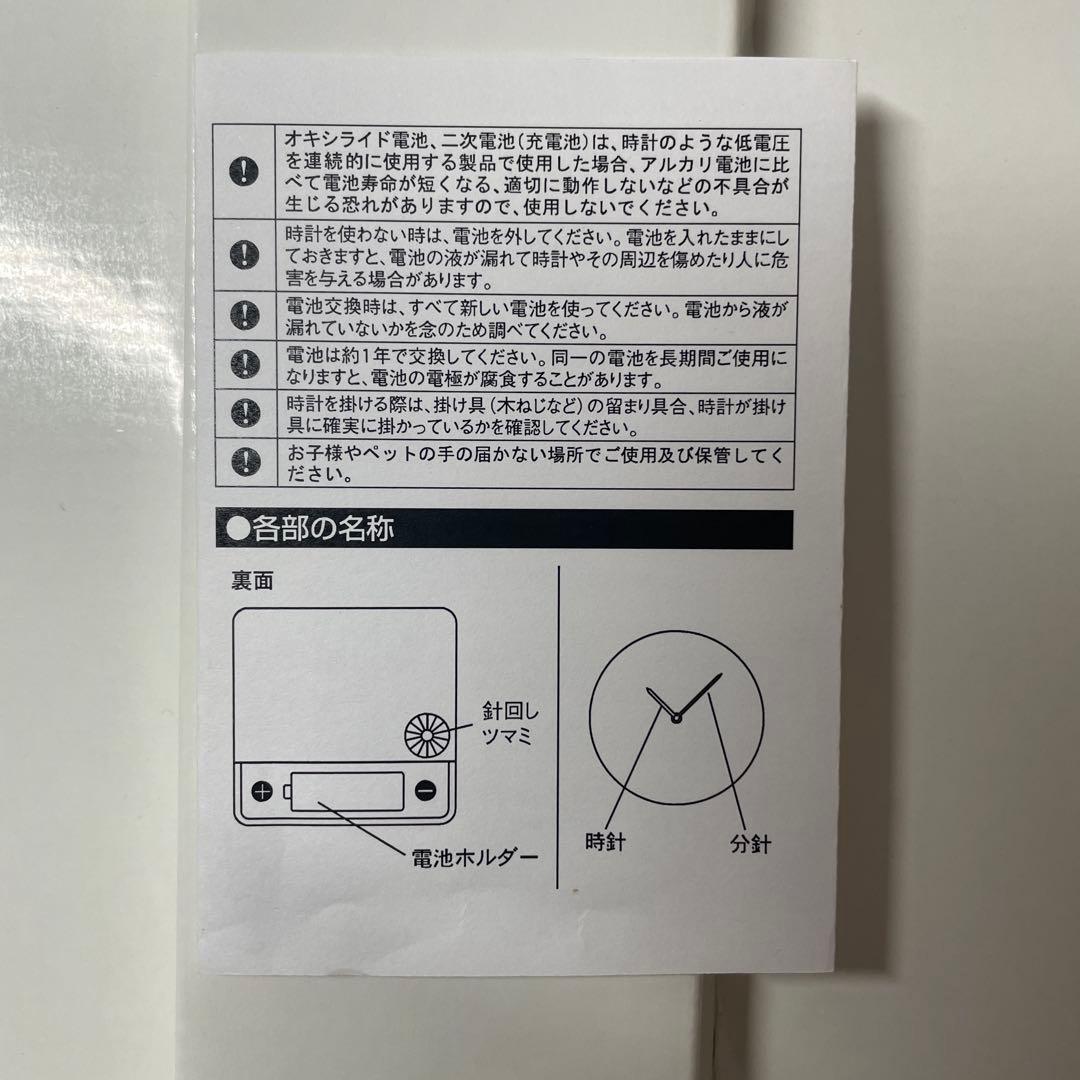 オキシライド電池、二次電池(充電池)は、時計のような低電圧
を連続的に使用する製品で使用した場合、アルカリ電池に比
べて電池寿命が短くなる、適切に動作しないなどの不具合が
生じる恐れがありますので、使用しないでください。
時計を使わない時は、電池を外してください。電池を入れたままにし
ておきますと、電池の液が漏れて時計やその周辺を傷めたり人に危
害を与える場合があります。
電池交換時は、すべて新しい電池を使ってください。電池から液が
漏れていないかを念のため調べてください。
電池は約1年で交換してください。同一の電池を長期間ご使用に
なりますと、電池の電極が腐食することがあります。
時計を掛ける際は、掛け具(木ねじなど)の留まり具合、時計が掛け
具に確実に掛かっているかを確認してください。
お子様やペットの手の届かない場所でご使用及び保管してく
ださい。
●各部の名称
裏面
針回し
ツマミ
電池ホルダー
時針
分針